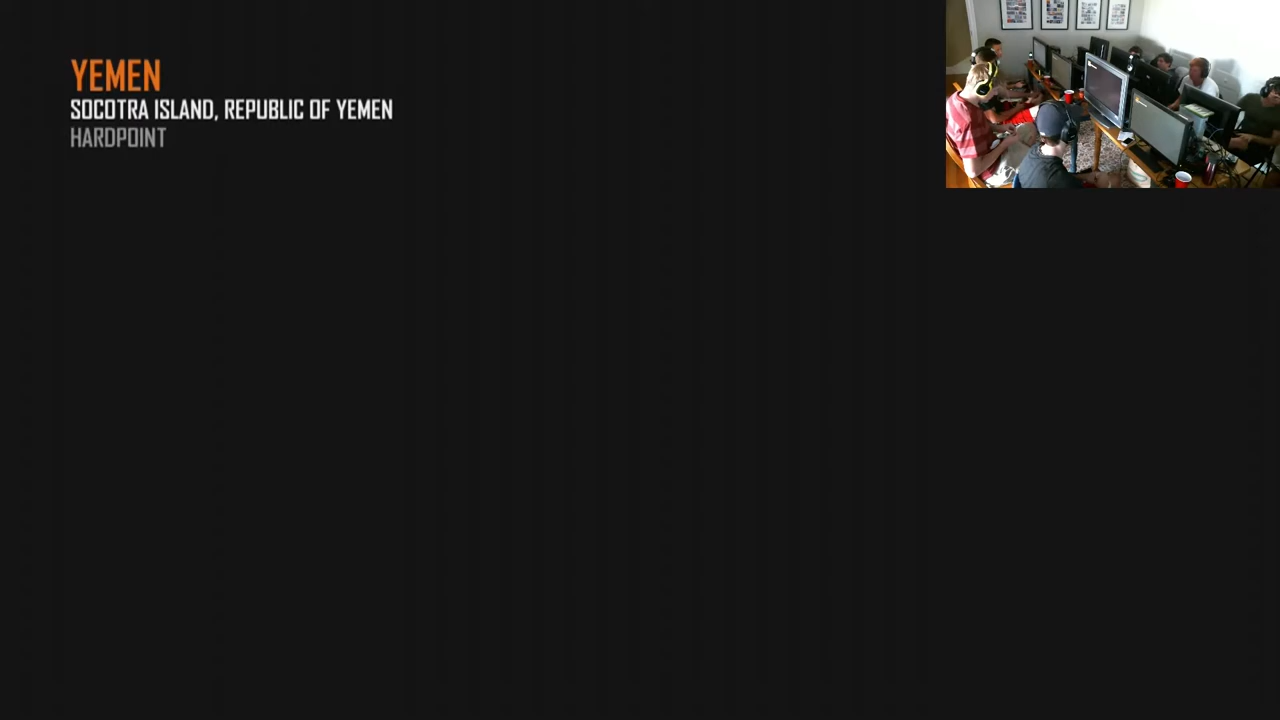 YEMEN
SOCOTRA ISLAND, REPUBLIC OF YEMEN
HARDPOINT